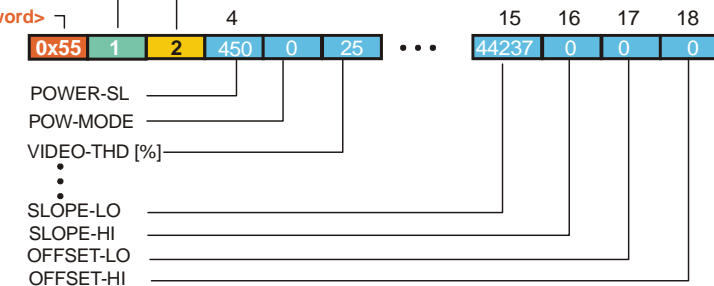 word> 4 15 16 17 18
0x55 1 2 450 0 25 ••• 44237 0 0 0
POWER-SL
POW-MODE
VIDEO-THD [%]
SLOPE-LO
SLOPE-HI
OFFSET-LO
OFFSET-HI